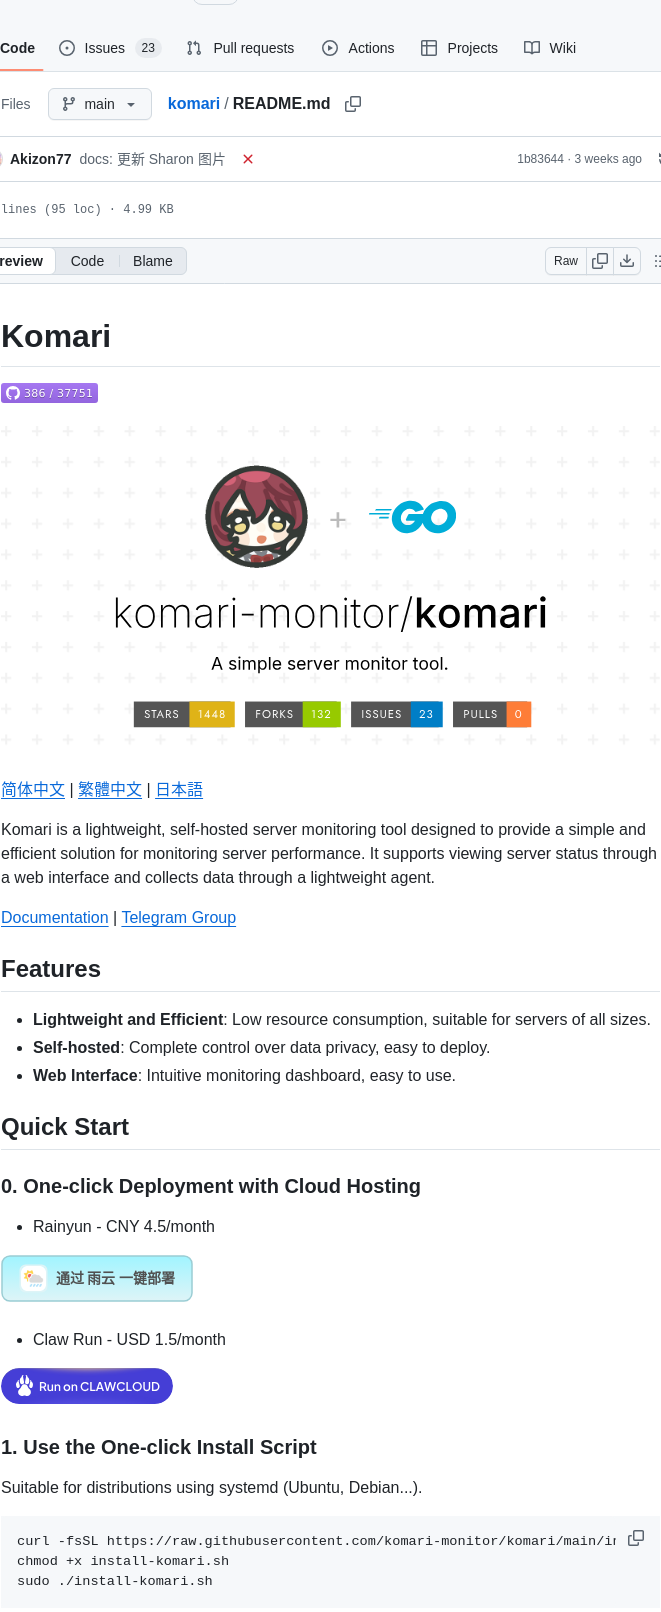 Code Issues 23 Pull requests Actions Projects Wiki
Files main komari / README.md
Akizon77 docs: 更新 Sharon 图片 1b83644 · 3 weeks ago
lines (95 loc) · 4.99 KB
Code Blame Raw
Komari
386 / 37751
+ GO
komari-monitor/komari
A simple server monitor tool.
STARS 1448 FORKS 132 ISSUES 23 PULLS 0
简体中文 | 繁體中文 | 日本語
Komari is a lightweight, self-hosted server monitoring tool designed to provide a simple and
efficient solution for monitoring server performance. It supports viewing server status through
a web interface and collects data through a lightweight agent.
Documentation | Telegram Group
Features
• Lightweight and Efficient: Low resource consumption, suitable for servers of all sizes.
• Self-hosted: Complete control over data privacy, easy to deploy.
• Web Interface: Intuitive monitoring dashboard, easy to use.
Quick Start
0. One-click Deployment with Cloud Hosting
• Rainyun - CNY 4.5/month
通过 雨云 一键部署
• Claw Run - USD 1.5/month
Run on CLAWCLOUD
1. Use the One-click Install Script
Suitable for distributions using systemd (Ubuntu, Debian...).
curl -fsSL https://raw.githubusercontent.com/komari-monitor/komari/main/in
chmod +x install-komari.sh
sudo ./install-komari.sh